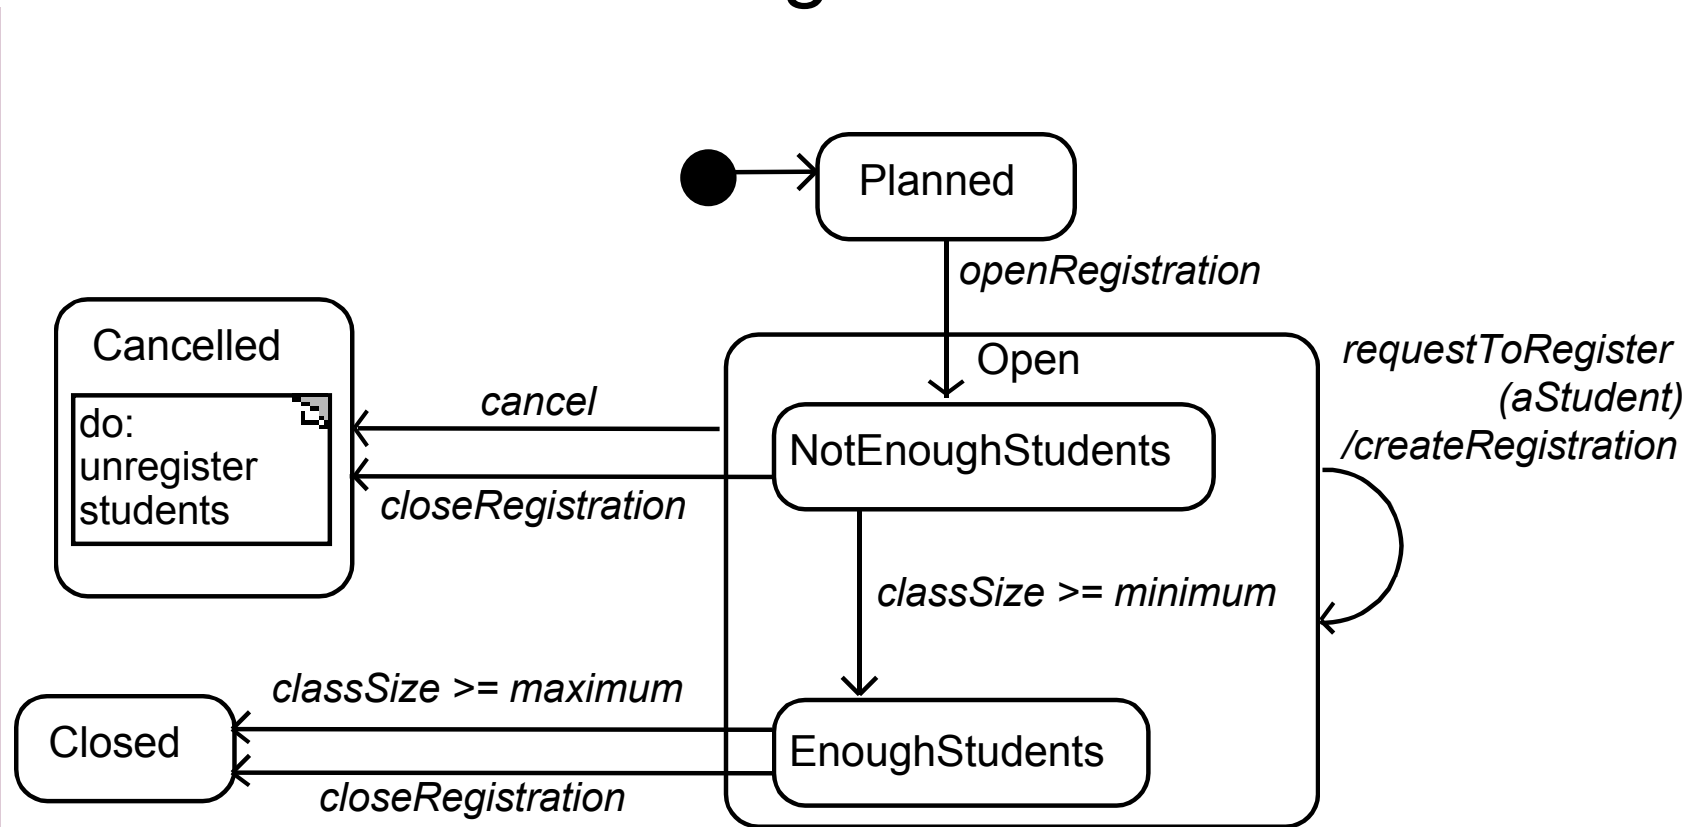 Planned
openRegistration
Cancelled
do:
unregister
students
cancel
closeRegistration
Open
NotEnoughStudents
requestToRegister
(aStudent)
/createRegistration
classSize >= minimum
classSize >= maximum
Closed
EnoughStudents
closeRegistration